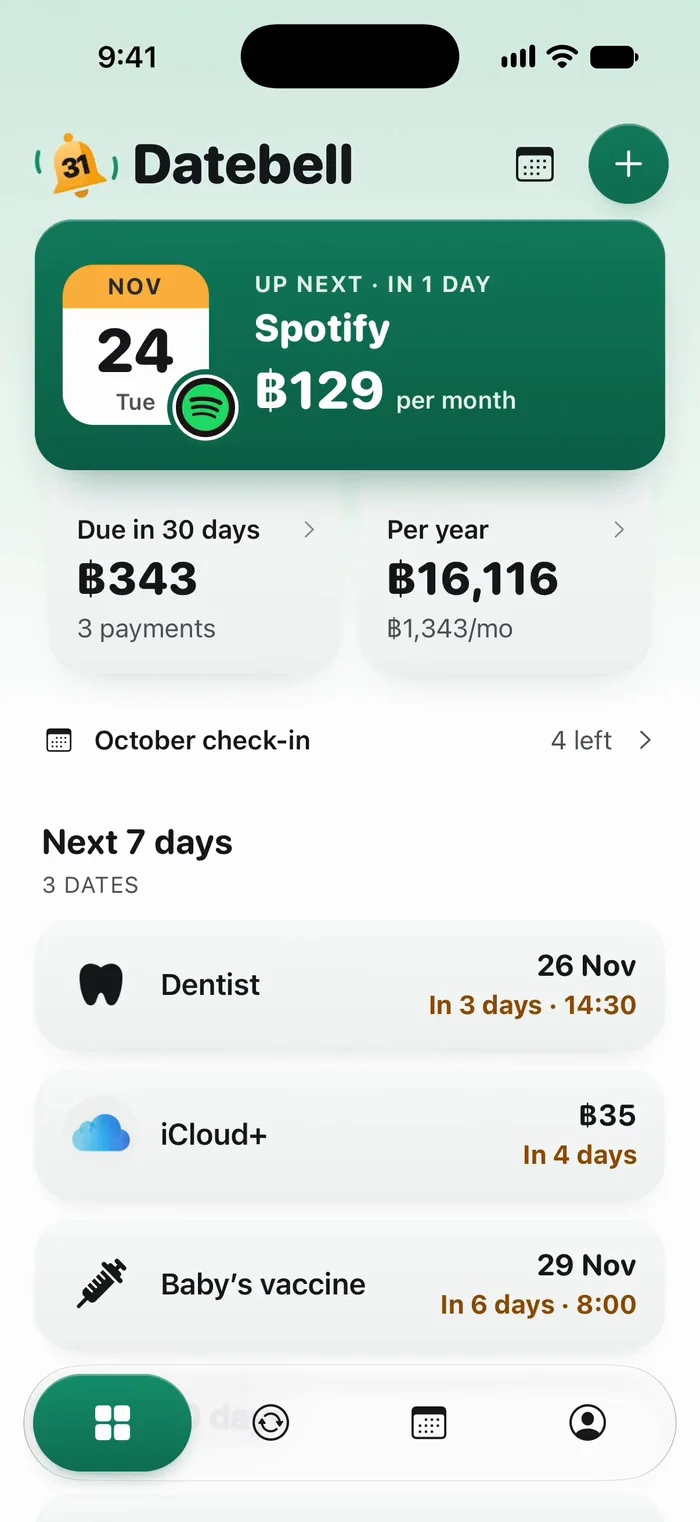 9:41
31
Datebell
NOV
24
Tue
UP NEXT · IN 1 DAY
Spotify
฿129 per month
Due in 30 days
฿343
3 payments
Per year
฿16,116
฿1,343/mo
October check-in
4 left
Next 7 days
3 DATES
Dentist
26 Nov
In 3 days · 14:30
iCloud+
฿35
In 4 days
Baby’s vaccine
29 Nov
In 6 days · 8:00